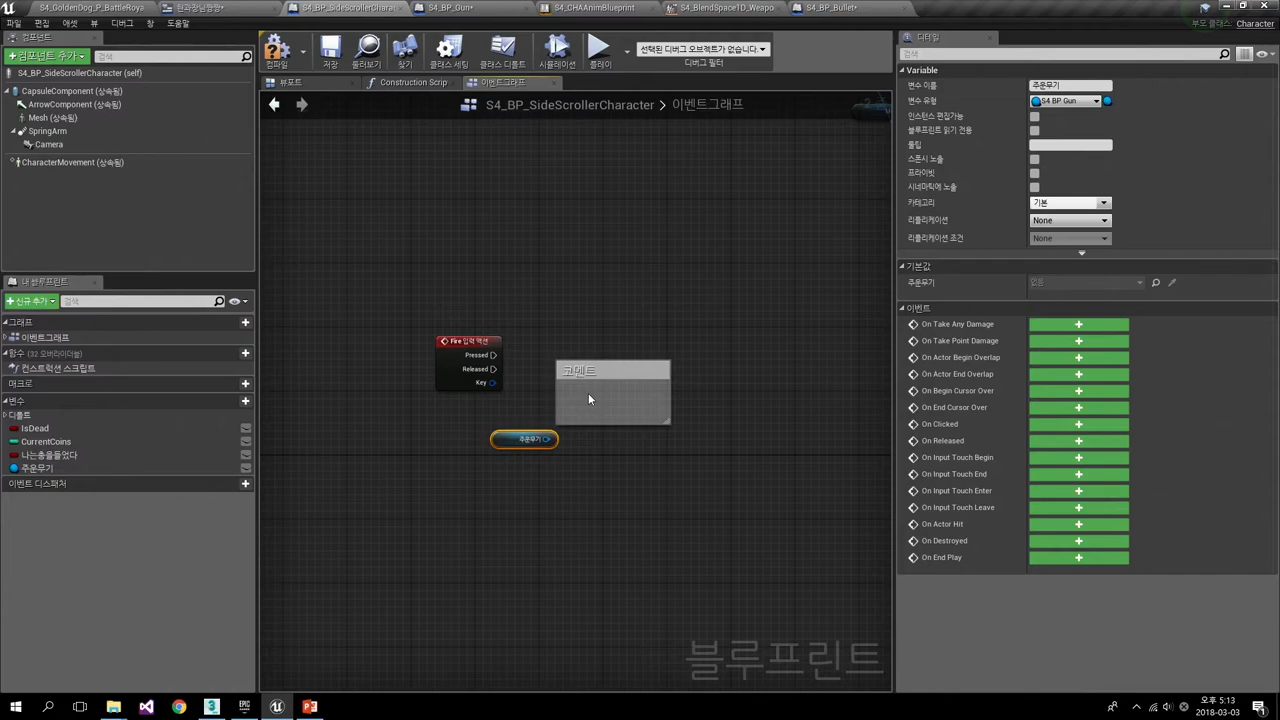 S4_GoldenDog_P_BattleRoya
S4_BP_SideScrollerCharac
S4_BP_Gun*
S4_CHAAnimBlueprint
S4_BlendSpace1D_Weapo
S4_BP_Bullet*
부모 클래스: Character
파일 편집 애셋 보기 디버그 창 도움말
컴포넌트
컴포넌트 추가
검색
S4_BP_SideScrollerCharacter (self)
CapsuleComponent (상속됨)
ArrowComponent (상속됨)
Mesh (상속됨)
SpringArm
Camera
CharacterMovement (상속됨)
내 블루프린트
신규 추가
검색
그래프
이벤트그래프
함수 (32 오버라이더블)
컨스트럭션 스크립트
매크로
변수
디폴트
IsDead
CurrentCoins
나는총을들었다
주운무기
이벤트 디스패처
컴파일
저장
둘러보기
찾기
클래스 세팅
클래스 디폴트
시뮬레이션
플레이
선택된 디버그 오브젝트가 없습니다.
디버그 필터
뷰포트
Construction Scrip
이벤트그래프
S4_BP_SideScrollerCharacter > 이벤트그래프
Fire 입력 액션
Pressed
Released
Key
코멘트
주운무기
블루프린트
디테일
검색
Variable
변수 이름 주운무기
변수 유형 S4 BP Gun
인스턴스 편집가능
블루프린트 읽기 전용
툴팁
스폰시 노출
프라이빗
시네마틱에 노출
카테고리 기본
리플리케이션 None
리플리케이션 조건 None
기본값
주운무기 없음
이벤트
On Take Any Damage
On Take Point Damage
On Actor Begin Overlap
On Actor End Overlap
On Begin Cursor Over
On End Cursor Over
On Clicked
On Released
On Input Touch Begin
On Input Touch End
On Input Touch Enter
On Input Touch Leave
On Actor Hit
On Destroyed
On End Play
오후 5:13
2018-03-03